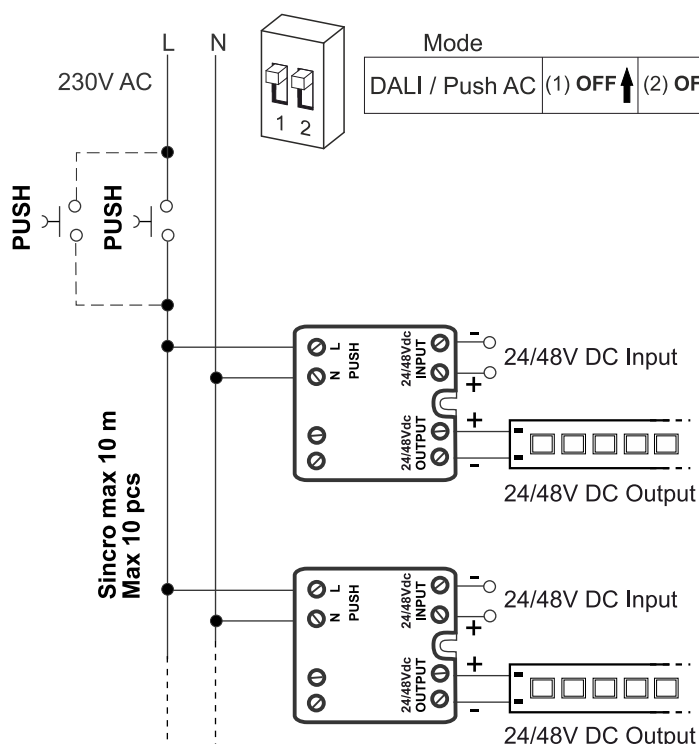 L N
230V AC
1 2
Mode
DALI / Push AC (1) OFF (2) OF
PUSH
PUSH
L
N
PUSH
24/48Vdc
INPUT
-
+
24/48V DC Input
24/48Vdc
OUTPUT
+
-
24/48V DC Output
Sincro max 10 m
Max 10 pcs
L
N
PUSH
24/48Vdc
INPUT
-
+
24/48V DC Input
24/48Vdc
OUTPUT
+
-
24/48V DC Output